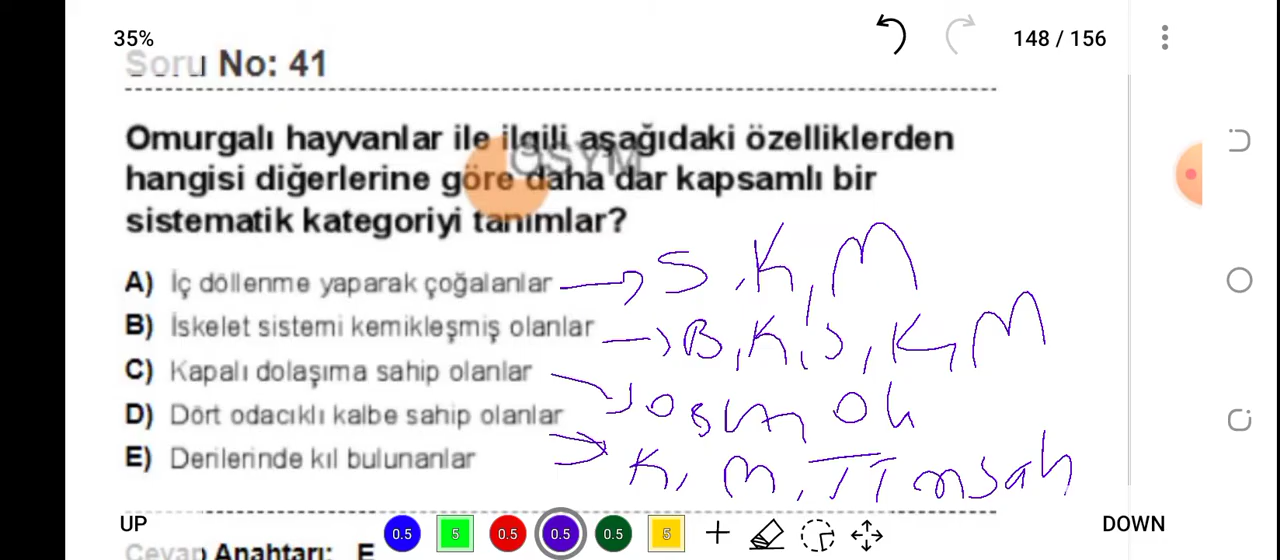 35%
148 / 156
Soru No: 41
ÖSYM
Omurgalı hayvanlar ile ilgili aşağıdaki özelliklerden
hangisi diğerlerine göre daha dar kapsamlı bir
sistematik kategoriyi tanımlar?
A) İç döllenme yaparak çoğalanlar → S, K, M
B) İskelet sistemi kemikleşmiş olanlar → B, K, S, K, M
C) Kapalı dolaşıma sahip olanlar
D) Dört odacıklı kalbe sahip olanlar
E) Derilerinde kıl bulunanlar K, M, Timsah
UP
0.5
5
0.5
0.5
0.5
5
DOWN
Cevap Anahtarı: E